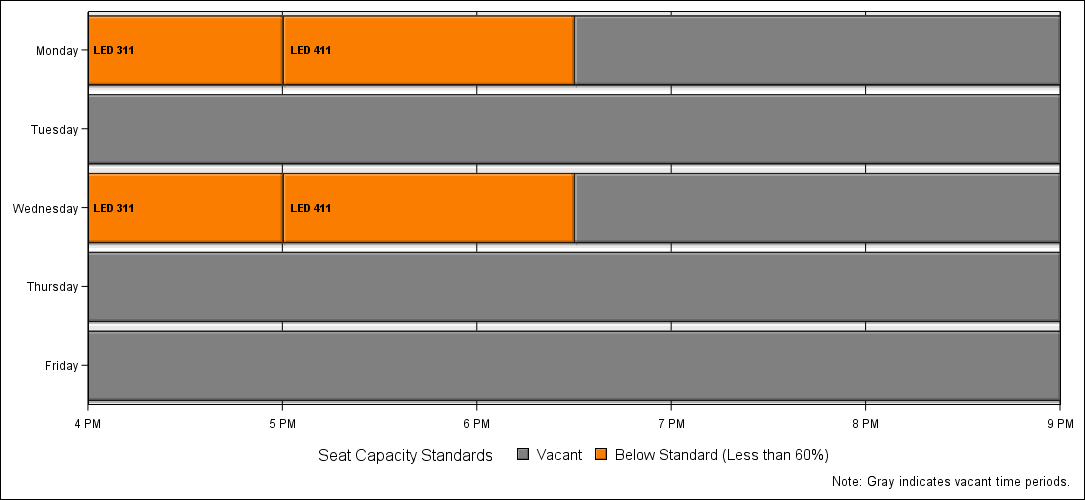 Monday
LED 311
LED 411
Tuesday
Wednesday
LED 311
LED 411
Thursday
Friday
4 PM 5 PM 6 PM 7 PM 8 PM 9 PM
Seat Capacity Standards Vacant Below Standard (Less than 60%)
Note: Gray indicates vacant time periods.